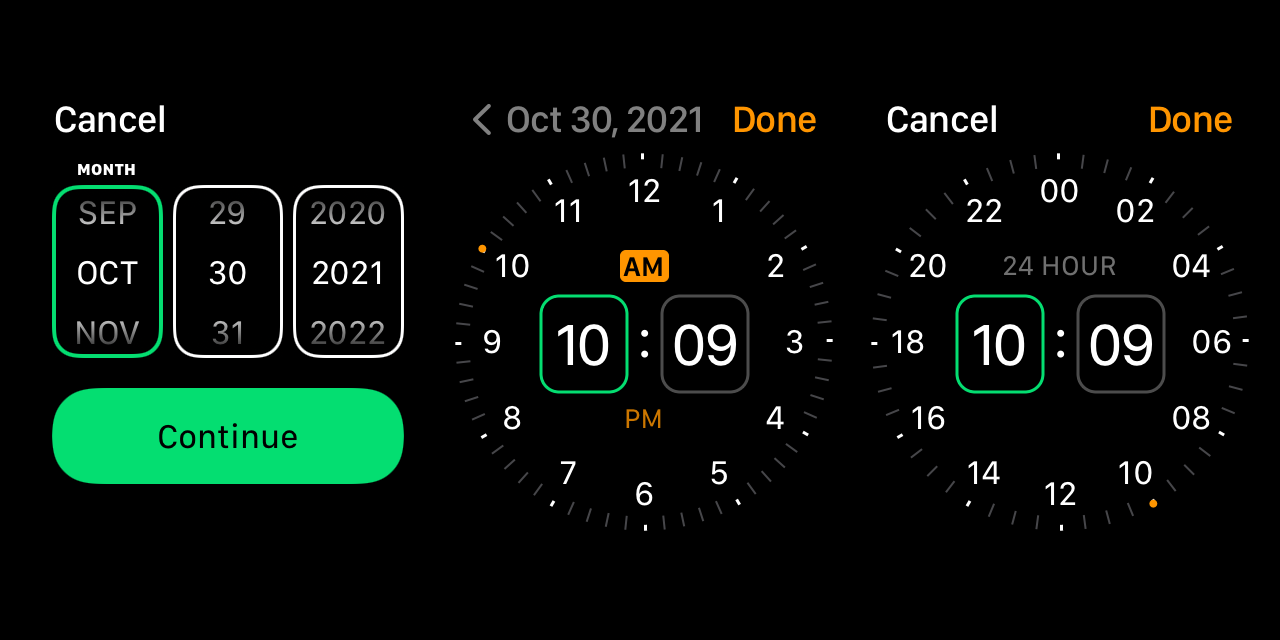 Cancel
MONTH
SEP 29 2020
OCT 30 2021
NOV 31 2022
Continue
Oct 30, 2021 Done
12
11 1
10 AM 2
9 10:09 3
8 PM 4
7 5
6
Cancel Done
00
22 02
20 24 HOUR 04
18 10:09 06
16 08
14 10
12